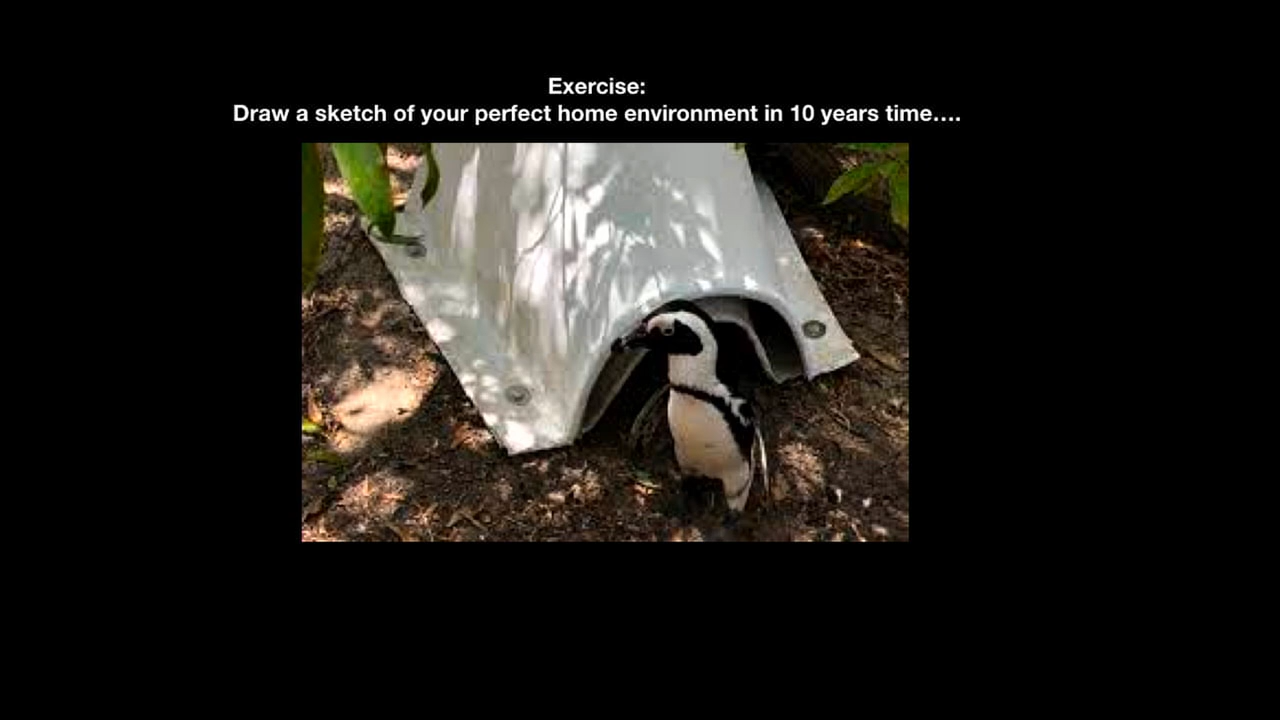 Exercise:
Draw a sketch of your perfect home environment in 10 years time….